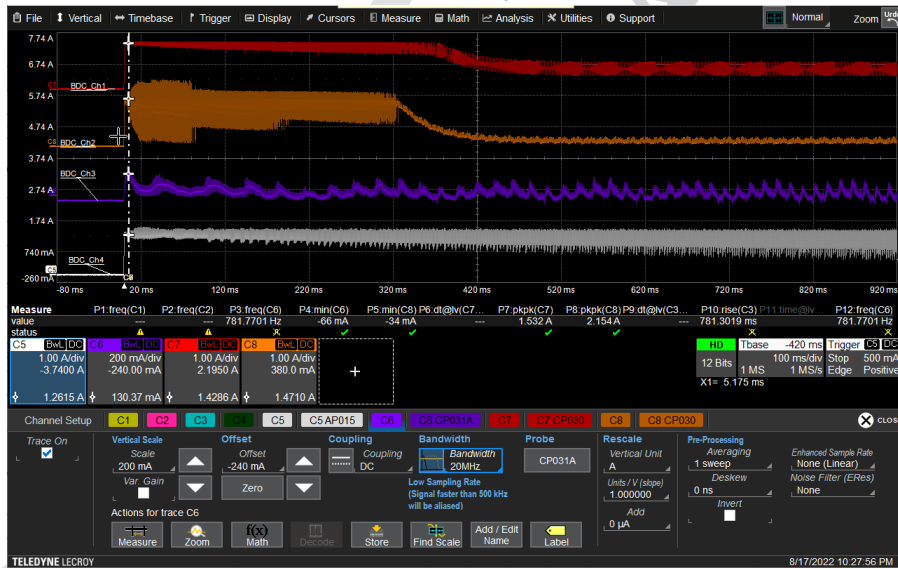 File Vertical Timebase Trigger Display Cursors Measure Math Analysis Utilities Support Normal Zoom
7.74 A
6.74 A
C7 BDC_Ch1
5.74 A
4.74 A
C8 BDC_Ch2
3.74 A
BDC_Ch3
2.74 A
1.74 A
740 mA
BDC_Ch4
C5
-260 mA
-80 ms 20 ms 120 ms 220 ms 320 ms 420 ms 520 ms 620 ms 720 ms 820 ms 920 ms
Measure P1:freq(C1) P2:freq(C2) P3:freq(C6) P4:min(C6) P5:min(C8) P6:dt@lv(C7... P7:pkpk(C7) P8:pkpk(C8) P9:dt@lv(C3... P10:rise(C3) P11:time@lv... P12:freq(C6)
value --- --- 781.7701 Hz -66 mA -34 mA 1.532 A 2.154 A 781.3019 ms 781.7701 Hz
status
C5 BwL DC C6 BwL DC C7 BwL DC C8 BwL DC
1.00 A/div 200 mA/div 1.00 A/div 1.00 A/div
-3.7400 A -240.00 mA 2.1950 A 380.0 mA
1.2615 A 130.37 mA 1.4286 A 1.4710 A
+
HD Tbase -420 ms Trigger C5 DC
12 Bits 100 ms/div Stop 500 mA
1 MS 1 MS/s Edge Positive
X1= 5.175 ms
Channel Setup C1 C2 C3 C4 C5 C5 AP015 C6 C6 CP031A C7 C7 CP030 C8 C8 CP030 CLOS
Trace On
Vertical Scale
Scale
200 mA
Var. Gain
Offset
Offset
-240 mA
Zero
Coupling
Coupling
DC
Bandwidth
Bandwidth
20MHz
Low Sampling Rate
(Signal faster than 500 kHz
will be aliased)
Probe
CP031A
Rescale
Vertical Unit
A
Units / V (slope)
1.000000
Add
0 µA
Pre-Processing
Averaging
1 sweep
Deskew
0 ns
Invert
Enhanced Sample Rate
None (Linear)
Noise Filter (ERes)
None
Actions for trace C6
Measure
Zoom
f(x)
Math
Decode
Store
Find Scale
Add / Edit
Name
Label
TELEDYNE LECROY 8/17/2022 10:27:56 PM